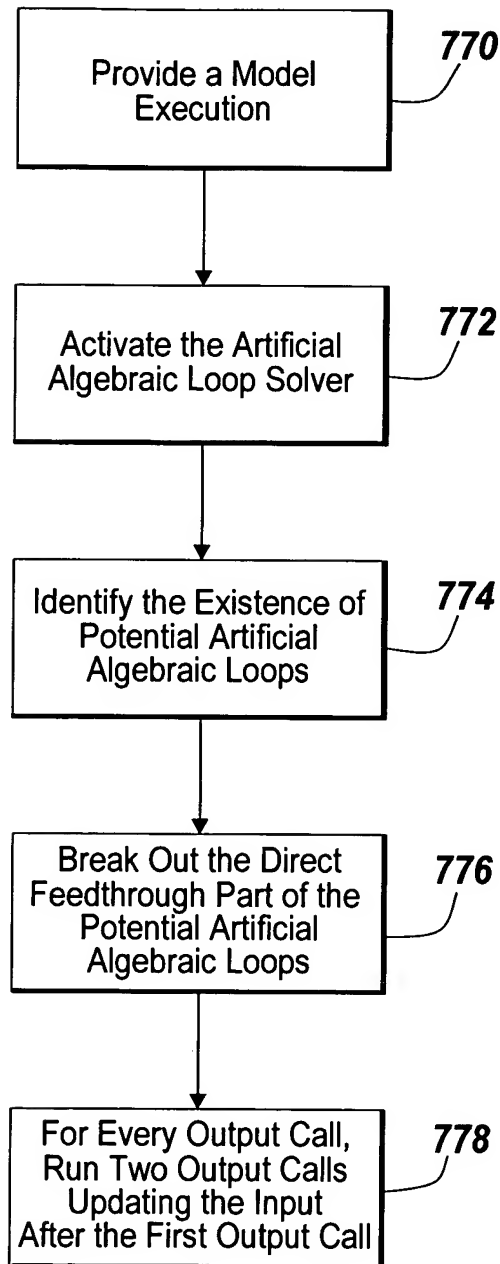 Provide a Model
Execution
770
Activate the Artificial
Algebraic Loop Solver
772
Identify the Existence of
Potential Artificial
Algebraic Loops
774
Break Out the Direct
Feedthrough Part of the
Potential Artificial
Algebraic Loops
776
For Every Output Call,
Run Two Output Calls
Updating the Input
After the First Output Call
778